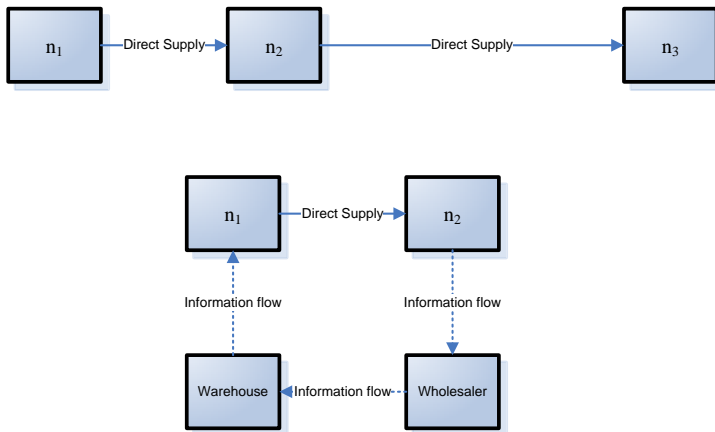 n₁ Direct Supply n₂ Direct Supply n₃
n₁ Direct Supply n₂
Information flow Information flow
Warehouse Information flow Wholesaler